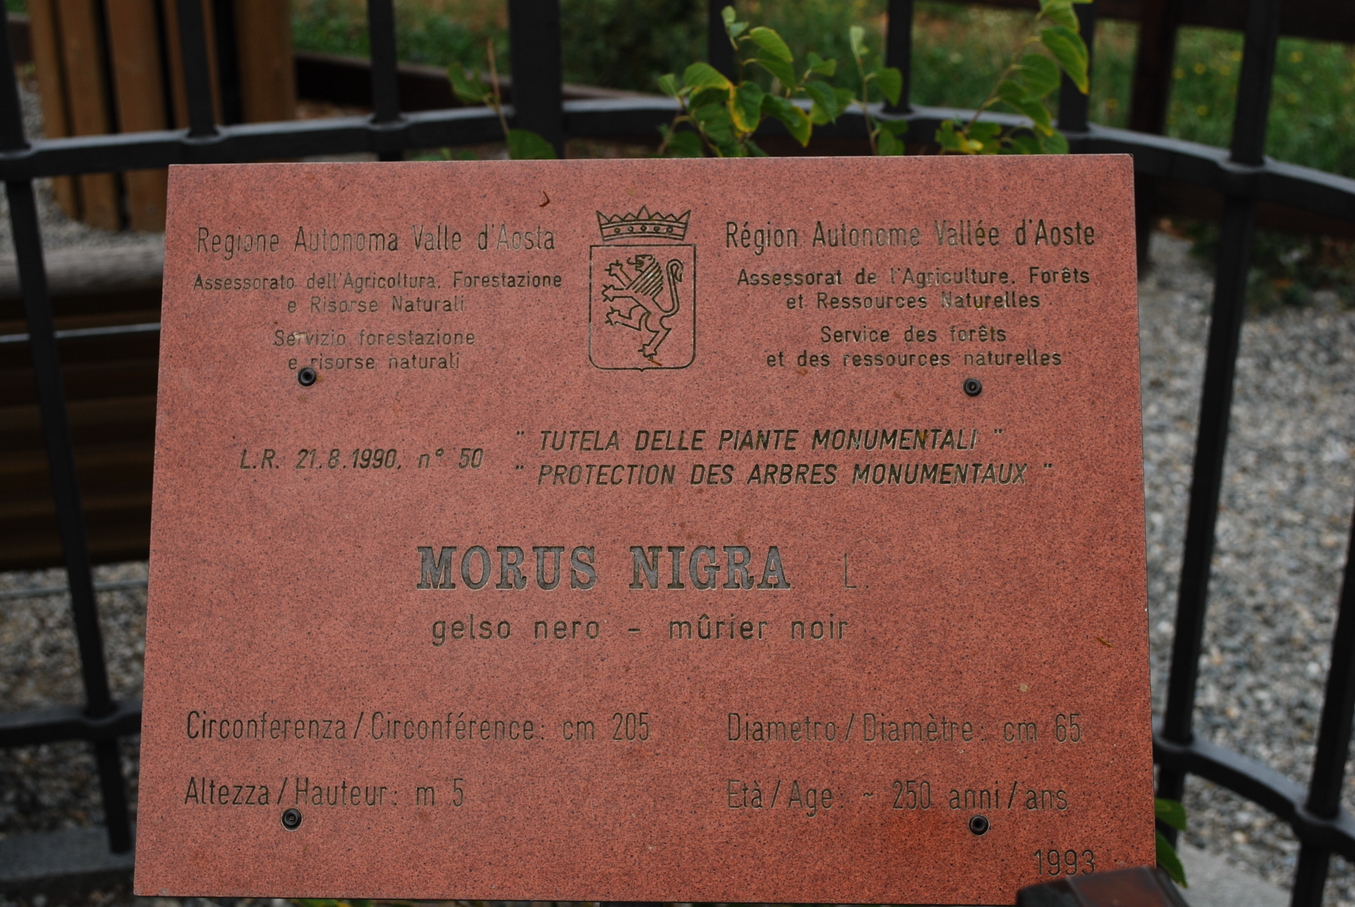 Regione Autonoma Valle d'Aosta
Assessorato dell'Agricoltura, Forestazione
e Risorse Naturali
Servizio forestazione
e risorse naturali
Région Autonome Vallée d'Aoste
Assessorat de l'Agriculture, Forêts
et Ressources Naturelles
Service des forêts
et des ressources naturelles
L.R. 21.8.1990, n° 50
" TUTELA DELLE PIANTE MONUMENTALI "
" PROTECTION DES ARBRES MONUMENTAUX "
MORUS NIGRA L.
gelso nero - mûrier noir
Circonferenza / Circonférence: cm 205
Diametro / Diamètre: cm 65
Altezza / Hauteur: m 5
Età / Age: ~ 250 anni / ans
1993